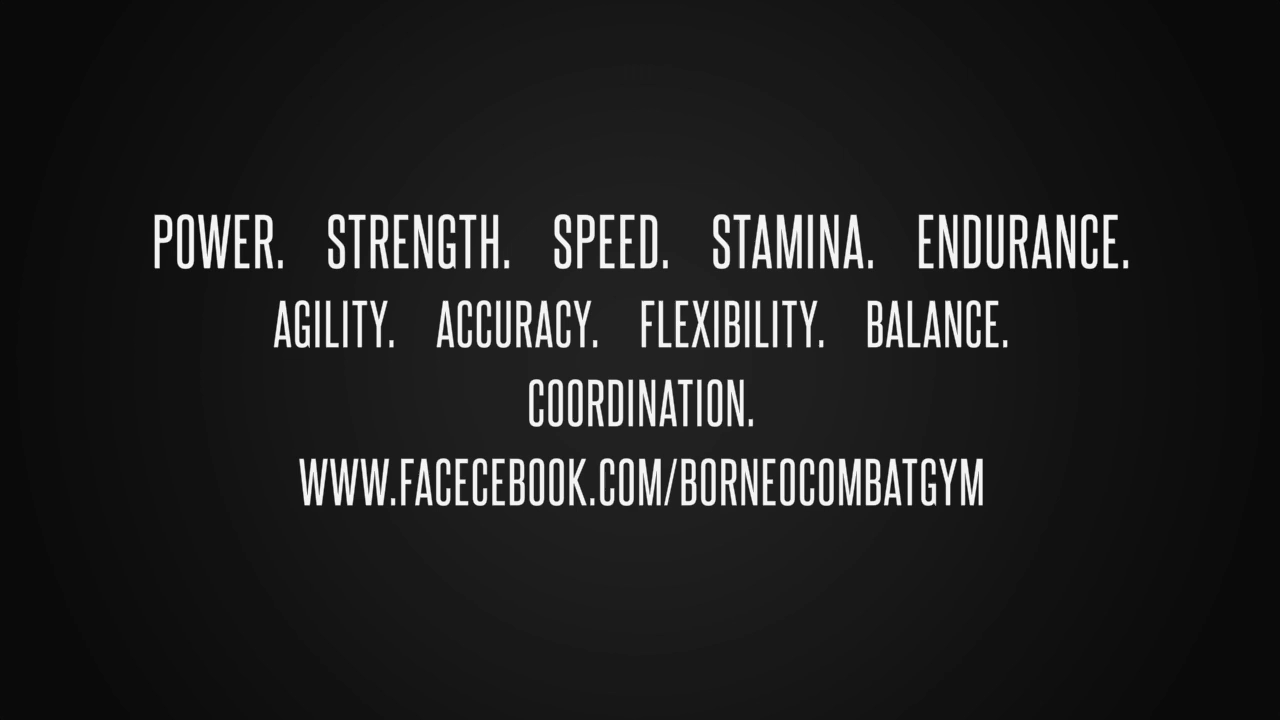 POWER. STRENGTH. SPEED. STAMINA. ENDURANCE.
AGILITY. ACCURACY. FLEXIBILITY. BALANCE.
COORDINATION.
WWW.FACECEBOOK.COM/BORNEOCOMBATGYM